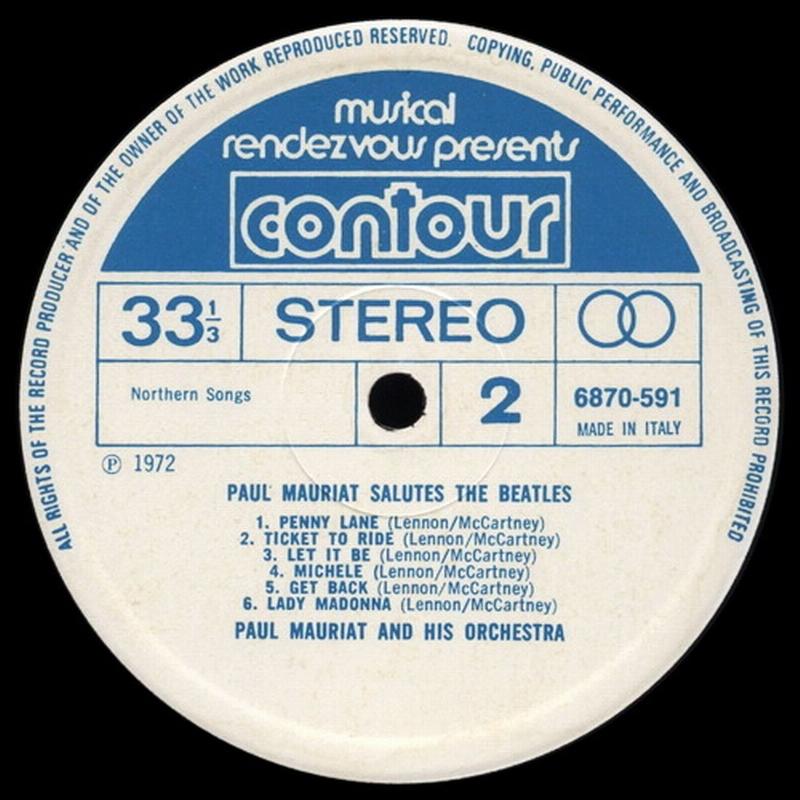 ALL RIGHTS OF THE RECORD PRODUCER AND OF THE OWNER OF THE WORK REPRODUCED RESERVED. COPYING, PUBLIC PERFORMANCE AND BROADCASTING OF THIS RECORD PROHIBITED
musical
rendezvous presents
contour
33 1/3 STEREO
Northern Songs 2 6870-591
MADE IN ITALY
Ⓟ 1972
PAUL MAURIAT SALUTES THE BEATLES
1. PENNY LANE (Lennon/McCartney)
2. TICKET TO RIDE (Lennon/McCartney)
3. LET IT BE (Lennon/McCartney)
4. MICHELE (Lennon/McCartney)
5. GET BACK (Lennon/McCartney)
6. LADY MADONNA (Lennon/McCartney)
PAUL MAURIAT AND HIS ORCHESTRA